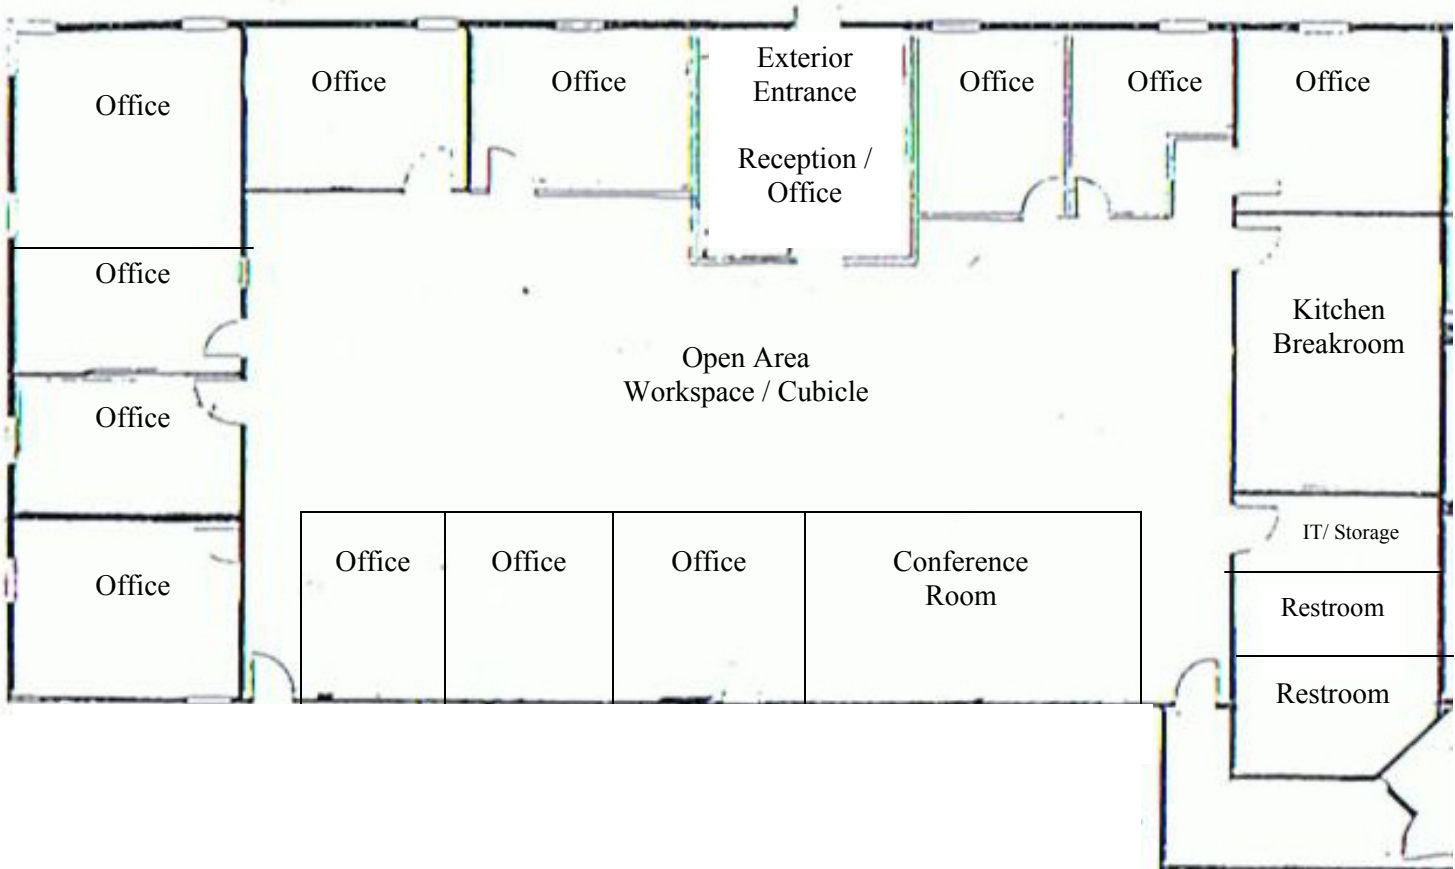 Office
Office
Office
Exterior
Entrance
Reception /
Office
Office
Office
Office
Office
Office
Office
Open Area
Workspace / Cubicle
Kitchen
Breakroom
Office
Office
Office
Conference
Room
IT/ Storage
Restroom
Restroom